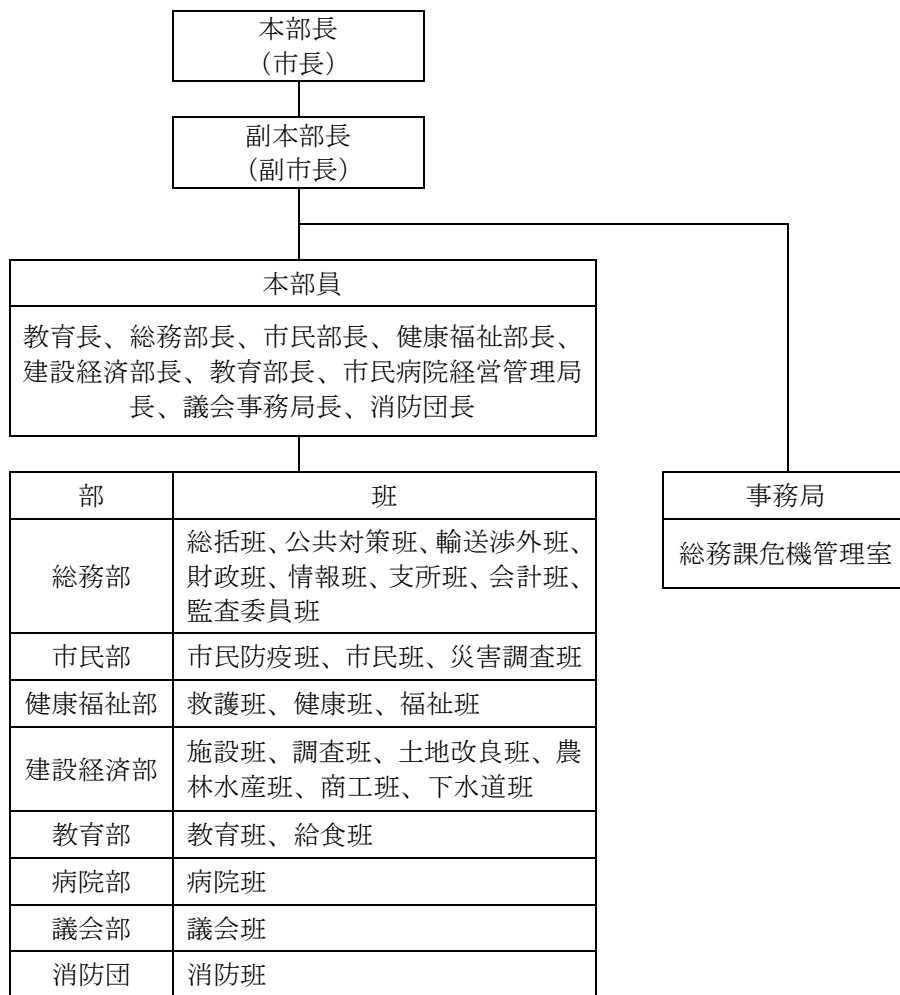 本部長
（市長）
副本部長
（副市長）
本部員
教育長、総務部長、市民部長、健康福祉部長、
建設経済部長、教育部長、市民病院経営管理局
長、議会事務局長、消防団長
部
班
総務部
総括班、公共対策班、輸送渉外班、
財政班、情報班、支所班、会計班、
監査委員班
市民部
市民防疫班、市民班、災害調査班
健康福祉部
救護班、健康班、福祉班
建設経済部
施設班、調査班、土地改良班、農
林水産班、商工班、下水道班
教育部
教育班、給食班
病院部
病院班
議会部
議会班
消防団
消防班
事務局
総務課危機管理室